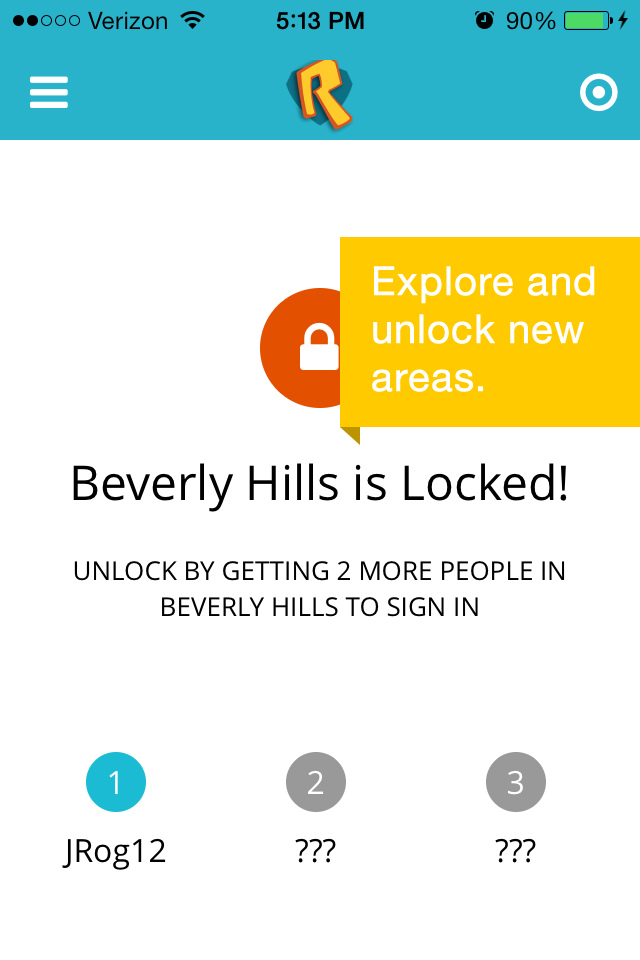 Verizon 5:13 PM 90%
R
Explore and
unlock new
areas.
Beverly Hills is Locked!
UNLOCK BY GETTING 2 MORE PEOPLE IN
BEVERLY HILLS TO SIGN IN
1 2 3
JRog12 ??? ???